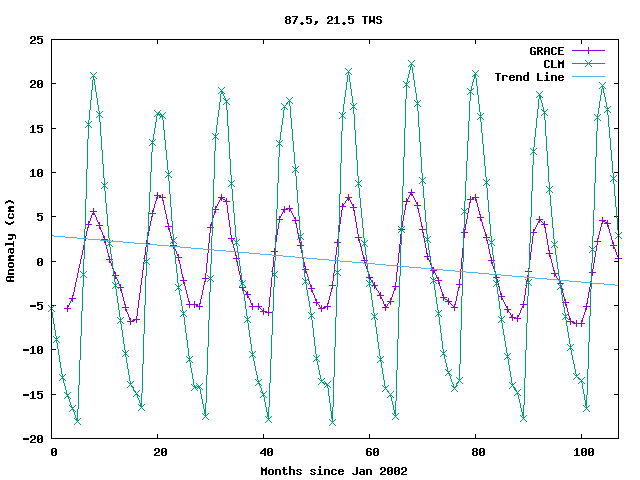 87.5, 21.5 TWS
GRACE
CLM
Trend Line
Anomaly (cm)
25
20
15
10
5
0
-5
-10
-15
-20
0 20 40 60 80 100
Months since Jan 2002